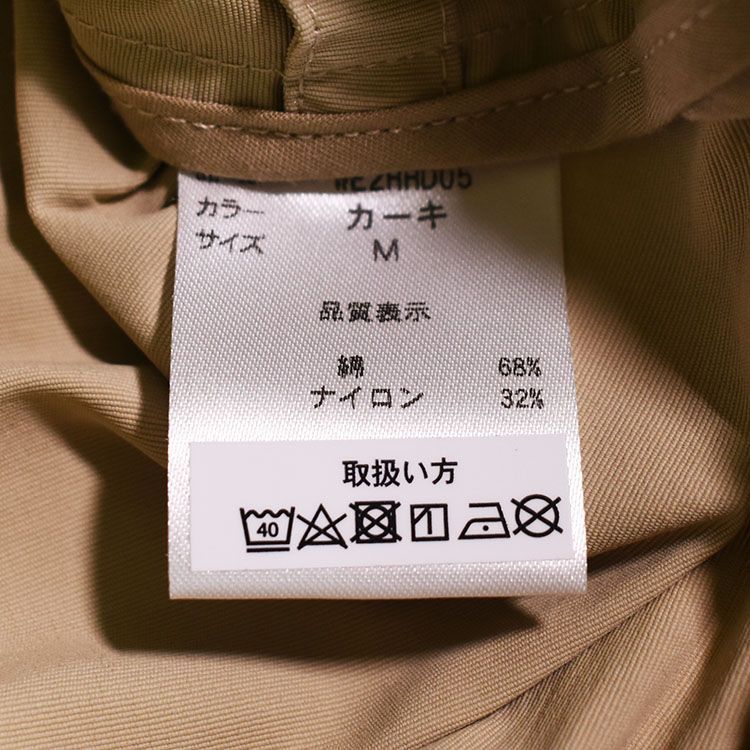 カラー カーキ
サイズ M
品質表示
綿 68%
ナイロン 32%
取扱い方
40